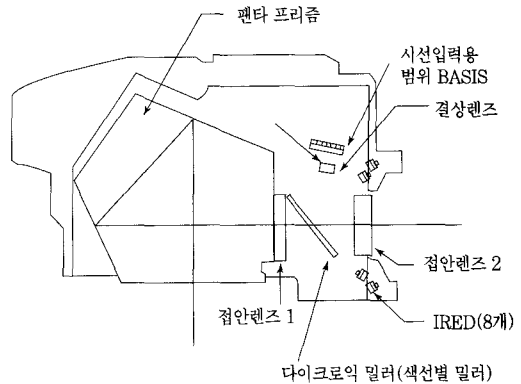 팬타 프리즘
시선입력용
범위 BASIS
결상렌즈
접안렌즈 2
접안렌즈 1
IRED(8개)
다이크로익 밀러(색선별 밀러)